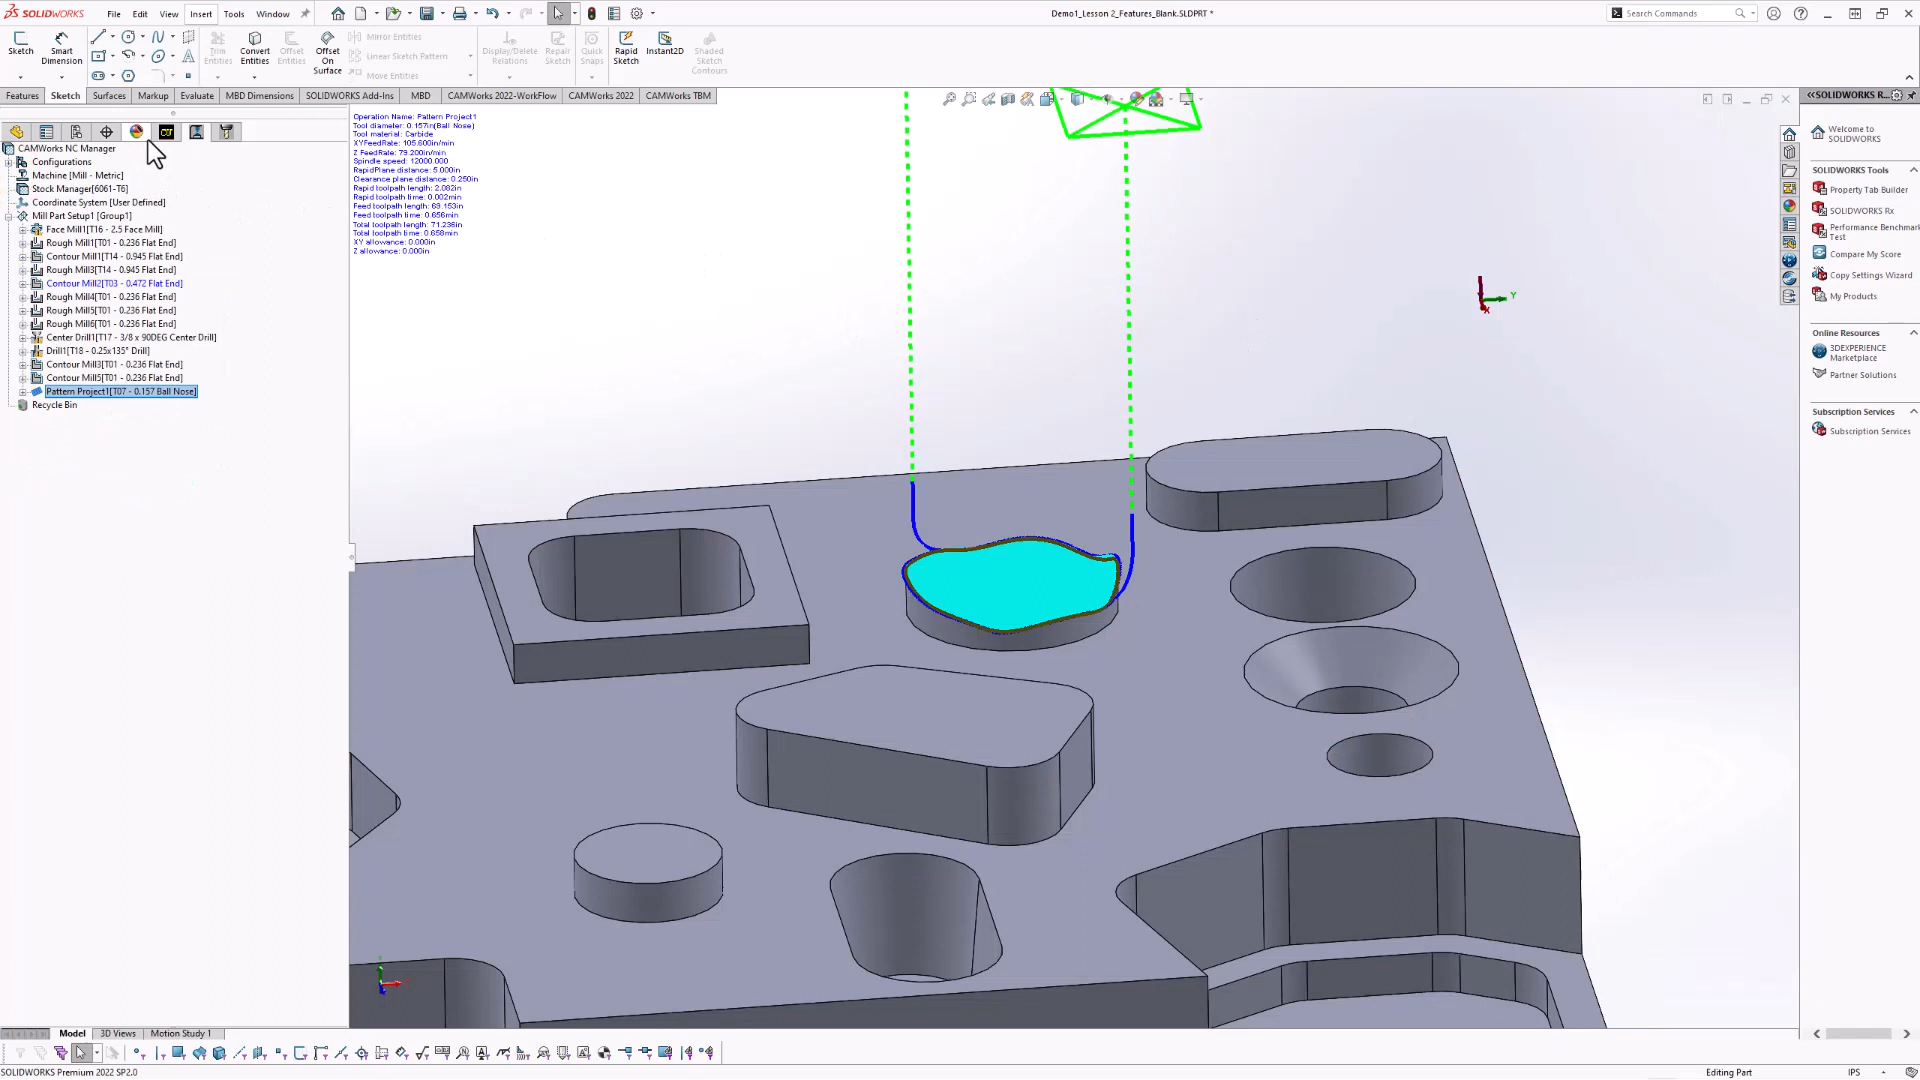 SOLIDWORKS
File
Edit
View
Insert
Tools
Window
Demo1_Lesson 2_Features_Blank.SLDPRT *
Search Commands
Sketch
Smart
Dimension
Trim
Entities
Convert
Entities
Offset
Entities
Offset
On
Surface
Mirror Entities
Linear Sketch Pattern
Move Entities
Display/Delete
Relations
Repair
Sketch
Quick
Snaps
Rapid
Sketch
Instant2D
Shaded
Sketch
Contours
Features
Sketch
Surfaces
Markup
Evaluate
MBD Dimensions
SOLIDWORKS Add-Ins
MBD
CAMWorks 2022-WorkFlow
CAMWorks 2022
CAMWorks TBM
CAMWorks NC Manager
Configurations
Machine [Mill - Metric]
Stock Manager[6061-T6]
Coordinate System [User Defined]
Mill Part Setup1 [Group1]
Face Mill1[T16 - 2.5 Face Mill]
Rough Mill1[T01 - 0.236 Flat End]
Contour Mill1[T14 - 0.945 Flat End]
Rough Mill3[T14 - 0.945 Flat End]
Contour Mill2[T03 - 0.472 Flat End]
Rough Mill4[T01 - 0.236 Flat End]
Rough Mill5[T01 - 0.236 Flat End]
Rough Mill6[T01 - 0.236 Flat End]
Center Drill1[T17 - 3/8 x 90DEG Center Drill]
Drill1[T18 - 0.25x135° Drill]
Contour Mill3[T01 - 0.236 Flat End]
Contour Mill5[T01 - 0.236 Flat End]
Pattern Project1[T07 - 0.157 Ball Nose]
Recycle Bin
Operation Name: Pattern Project1
Tool diameter: 0.157in(Ball Nose)
Tool material: Carbide
XYFeedRate: 105.600in/min
Z FeedRate: 79.200in/min
Spindle speed: 12000.000
RapidPlane distance: 5.000in
Clearance plane distance: 0.250in
Rapid toolpath length: 2.082in
Rapid toolpath time: 0.002min
Feed toolpath length: 69.153in
Feed toolpath time: 0.656min
Total toolpath length: 71.236in
Total toolpath time: 0.658min
XY allowance: 0.000in
Z allowance: 0.000in
Y
X
SOLIDWORKS R...
Welcome to
SOLIDWORKS
SOLIDWORKS Tools
Property Tab Builder
SOLIDWORKS Rx
Performance Benchmark
Test
Compare My Score
Copy Settings Wizard
My Products
Online Resources
3DEXPERIENCE
Marketplace
Partner Solutions
Subscription Services
Subscription Services
Model
3D Views
Motion Study 1
SOLIDWORKS Premium 2022 SP2.0
Editing Part
IPS